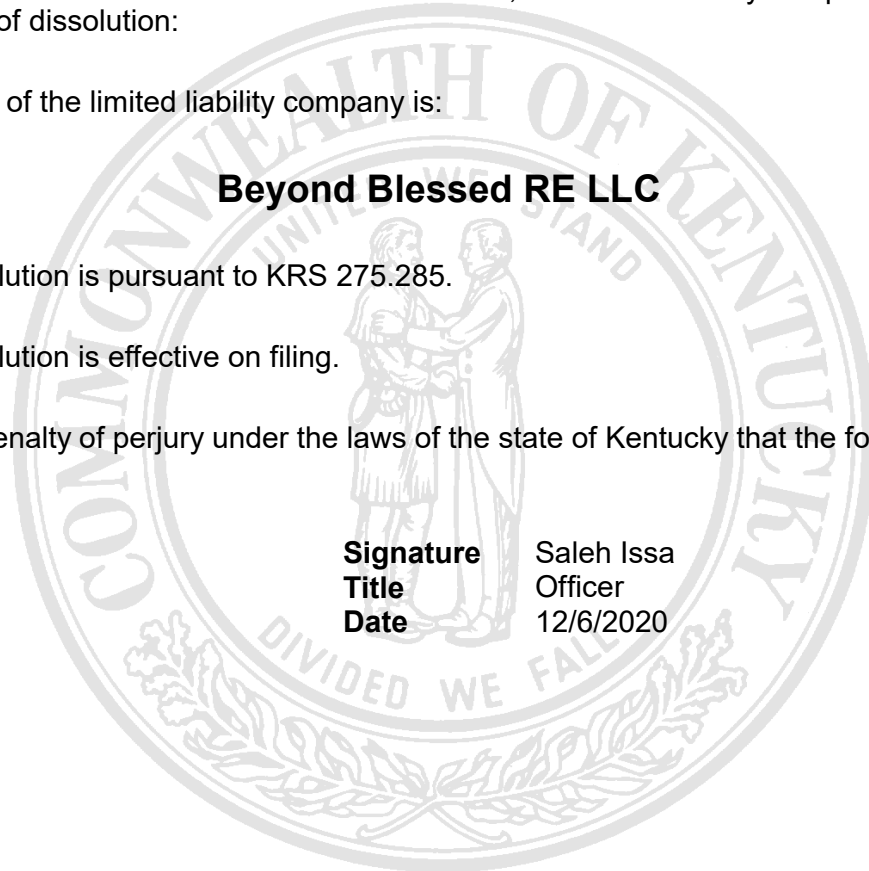 of dissolution:
of the limited liability company is:
Beyond Blessed RE LLC
lution is pursuant to KRS 275.285.
lution is effective on filing.
enalty of perjury under the laws of the state of Kentucky that the fo
Signature Saleh Issa
Title Officer
Date 12/6/2020
COMMONWEALTH OF KENTUCKY
UNITED WE STAND
DIVIDED WE FALL